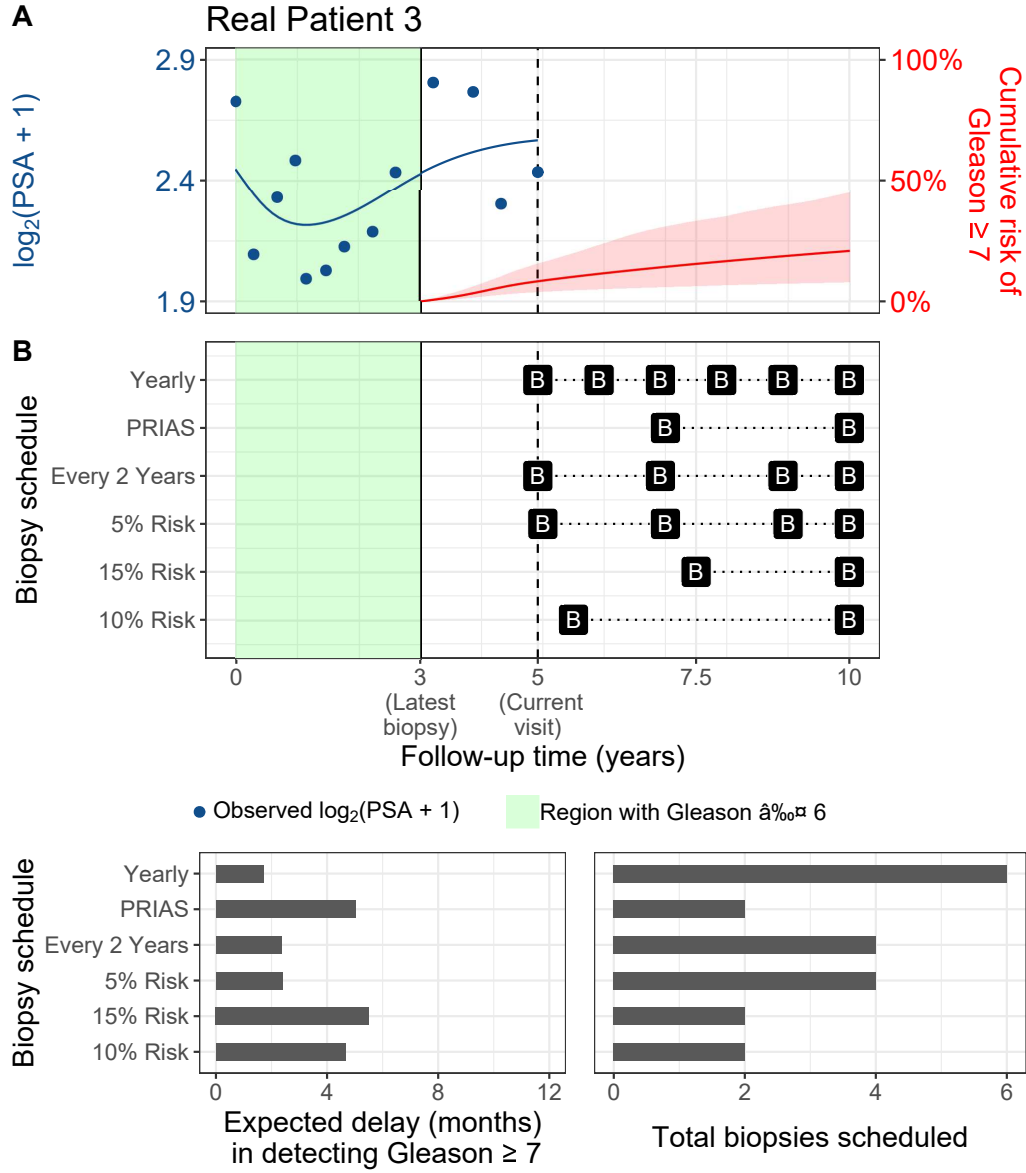 A
Real Patient 3
2.9
2.4
1.9
log₂(PSA + 1)
100%
50%
0%
Cumulative risk of
Gleason ≥ 7
B
Biopsy schedule
Yearly
B B B B B B
PRIAS
B B
Every 2 Years
B B B B
5% Risk
B B B B
15% Risk
B B
10% Risk
B B
0 3 5 7.5 10
(Latest (Current
biopsy) visit)
Follow-up time (years)
Observed log₂(PSA + 1)
Region with Gleason â‰¤ 6
Biopsy schedule
Yearly
PRIAS
Every 2 Years
5% Risk
15% Risk
10% Risk
0 4 8 12
Expected delay (months)
in detecting Gleason ≥ 7
0 2 4 6
Total biopsies scheduled